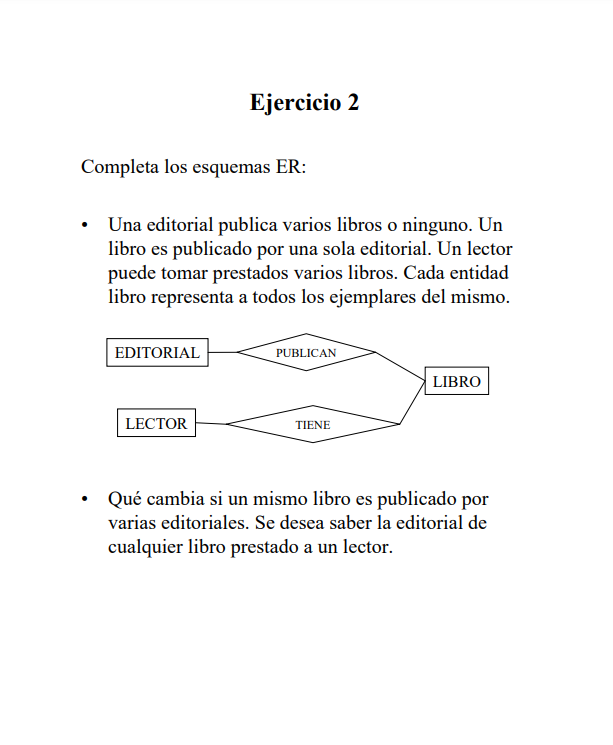 Ejercicio 2
Completa los esquemas ER:
• Una editorial publica varios libros o ninguno. Un
libro es publicado por una sola editorial. Un lector
puede tomar prestados varios libros. Cada entidad
libro representa a todos los ejemplares del mismo.
EDITORIAL
PUBLICAN
LIBRO
LECTOR
TIENE
• Qué cambia si un mismo libro es publicado por
varias editoriales. Se desea saber la editorial de
cualquier libro prestado a un lector.